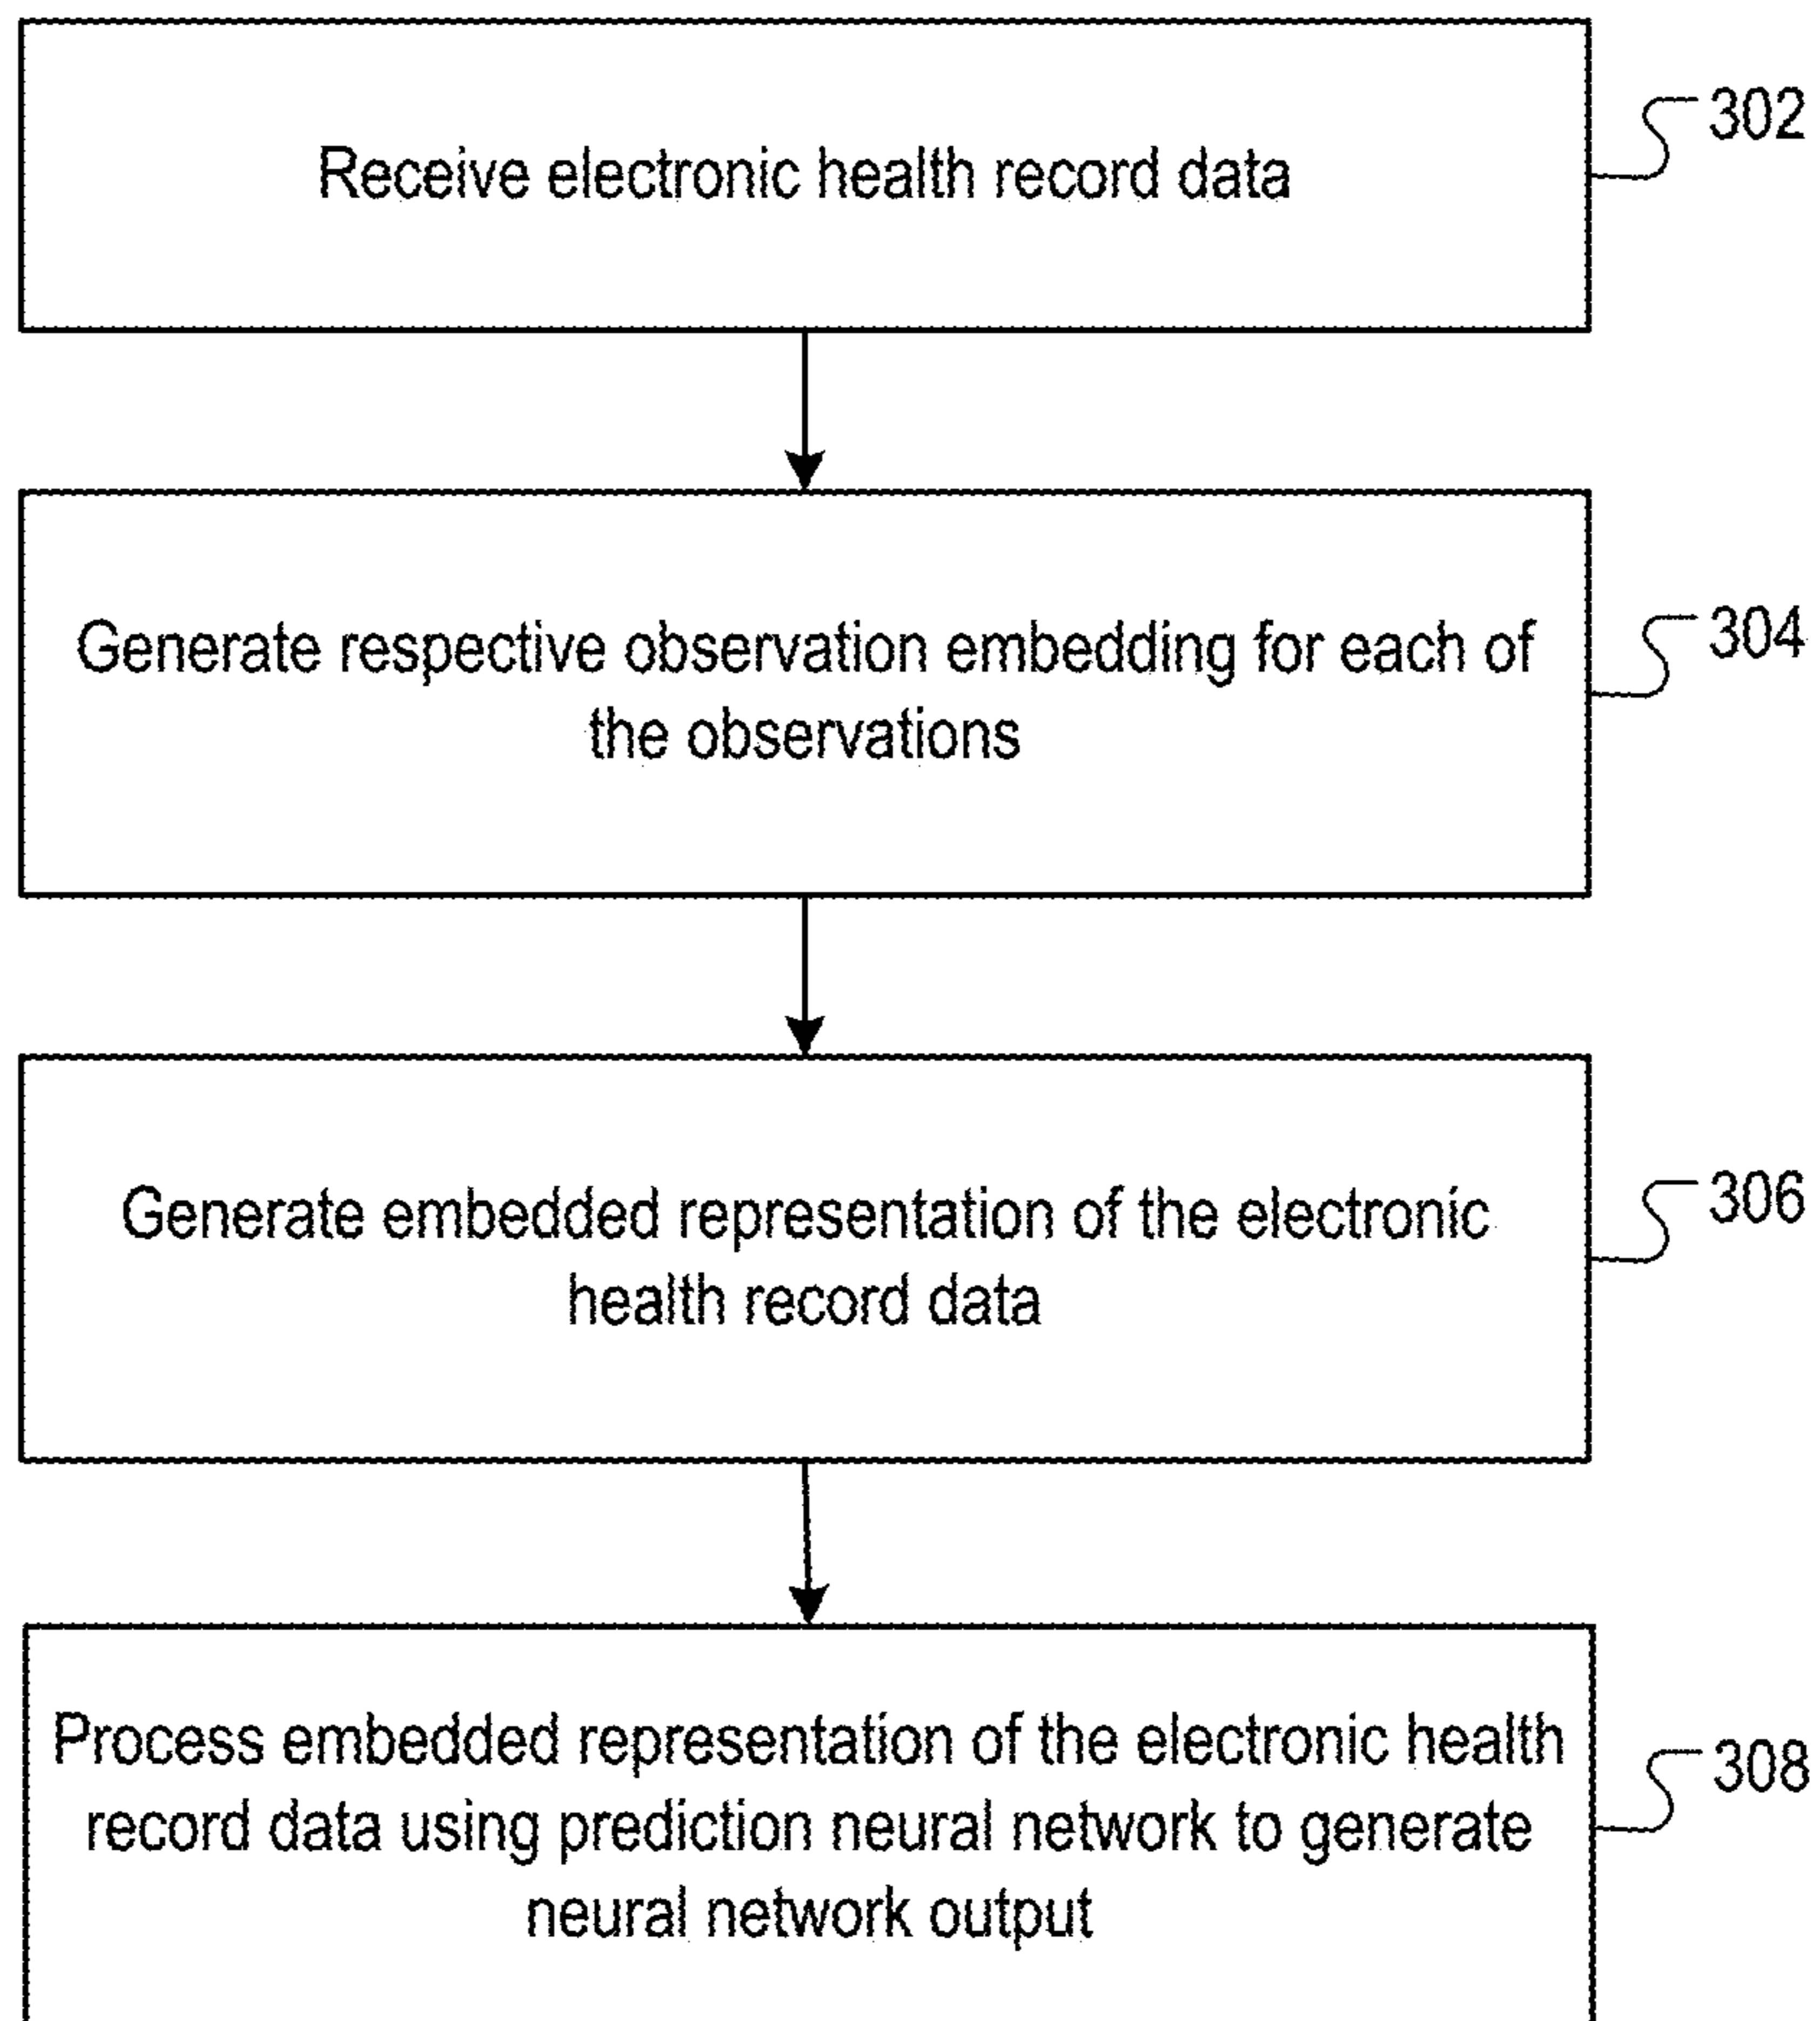 Receive electronic health record data
302
Generate respective observation embedding for each of
the observations
304
Generate embedded representation of the electronic
health record data
306
Process embedded representation of the electronic health
record data using prediction neural network to generate
neural network output
308